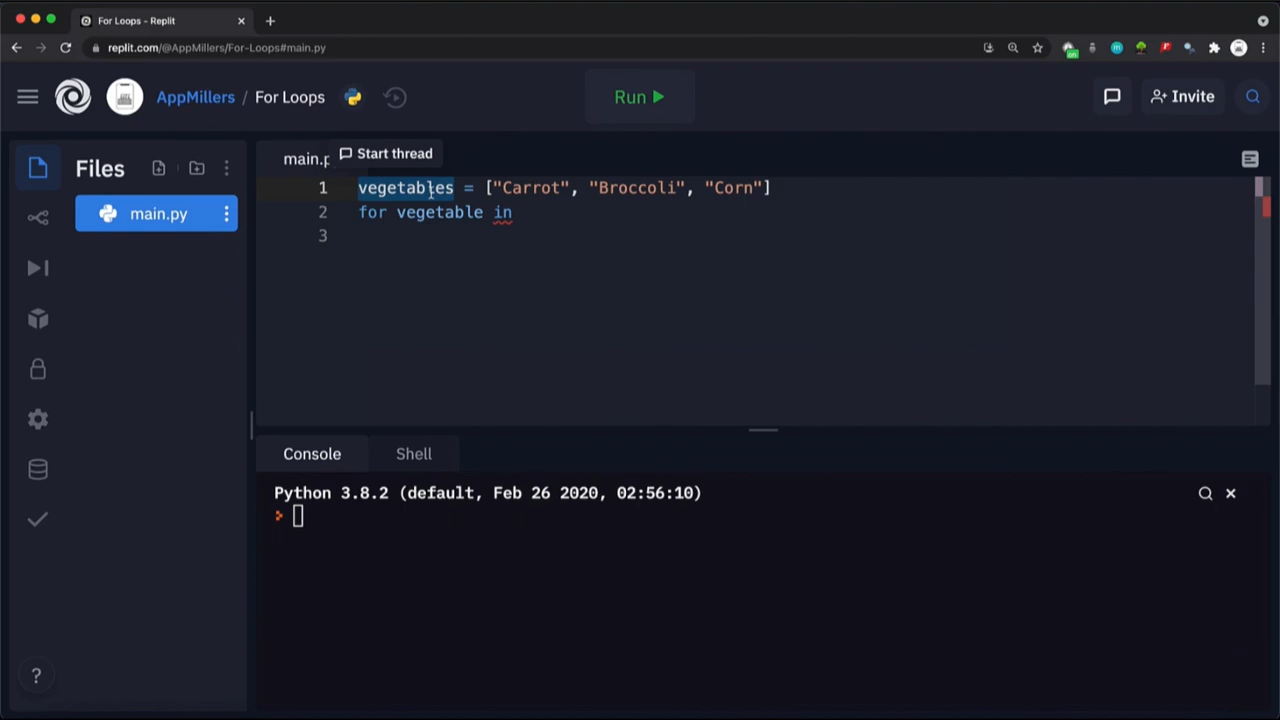 For Loops - Replit
replit.com/@AppMillers/For-Loops#main.py
on
AppMillers / For Loops
Run
Invite
Files
main.py
main.p
Start thread
1 vegetables = ["Carrot", "Broccoli", "Corn"]
2 for vegetable in
3
Console
Shell
Python 3.8.2 (default, Feb 26 2020, 02:56:10)
?